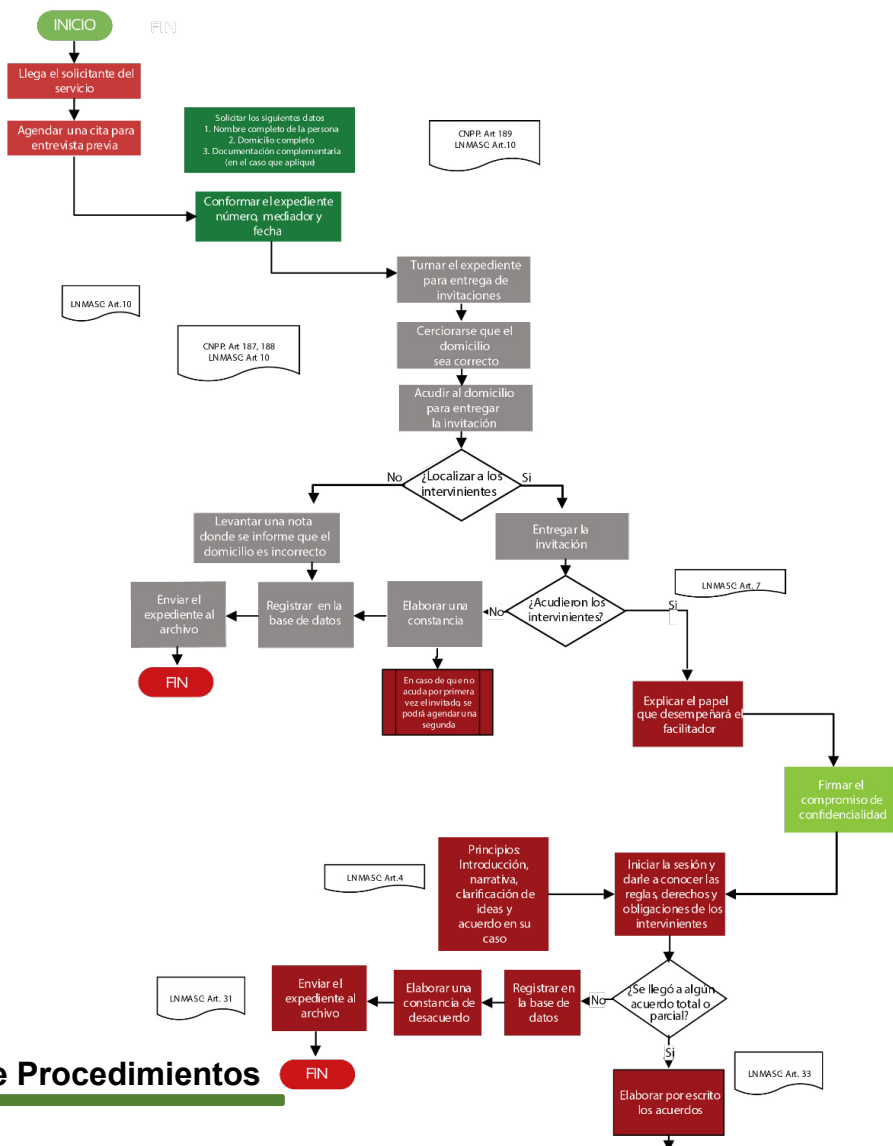 INICIO
FIN
Llega el solicitante del
servicio
Agendar una cita para
entrevista previa
Solicitar los siguientes datos
1. Nombre completo de la persona
2. Domicilio completo
3. Documentación complementaria
(en el caso que aplique)
CNPP. Art 189
LNMASC Art.10
Conformar el expediente
número, mediador y
fecha
Turnar el expediente
para entrega de
invitaciones
LNMASC Art.10
CNPP. Art 187, 188
LNMASC Art 10
Cerciorarse que el
domicilio
sea correcto
Acudir al domicilio
para entregar
la invitación
No
¿Localizar a los
intervinientes
Si
Levantar una nota
donde se informe que el
domicilio es incorrecto
Entregar la
invitación
LNMASC Art. 7
Enviar el
expediente al
archivo
Registrar en la
base de datos
Elaborar una
constancia
No
¿Acudieron los
intervinientes?
Si
FIN
En caso de que no
acuda por primera
vez el invitado, se
podrá agendar una
segunda
Explicar el papel
que desempeñará el
facilitador
Firmar el
compromiso de
confidencialidad
LNMASC Art.4
Principios:
Introducción,
narrativa,
clarificación de
ideas y
acuerdo en su
caso
Iniciar la sesión y
darle a conocer las
reglas, derechos y
obligaciones de los
intervinientes
LNMASC Art. 31
Enviar el
expediente al
archivo
Elaborar una
constancia de
desacuerdo
Registrar en
la base de
datos
No
¿Se llegó a algún
acuerdo total o
parcial?
Si
e Procedimientos
FIN
Elaborar por escrito
los acuerdos
LNMASC Art. 33